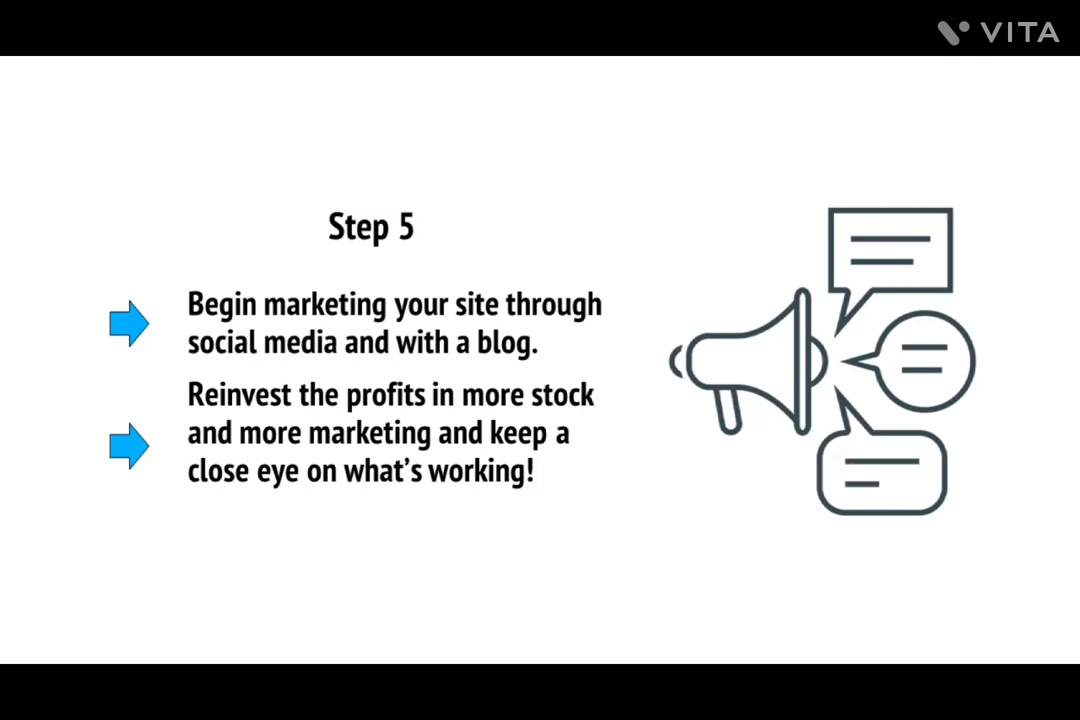 VITA
Step 5
Begin marketing your site through
social media and with a blog.
Reinvest the profits in more stock
and more marketing and keep a
close eye on what's working!